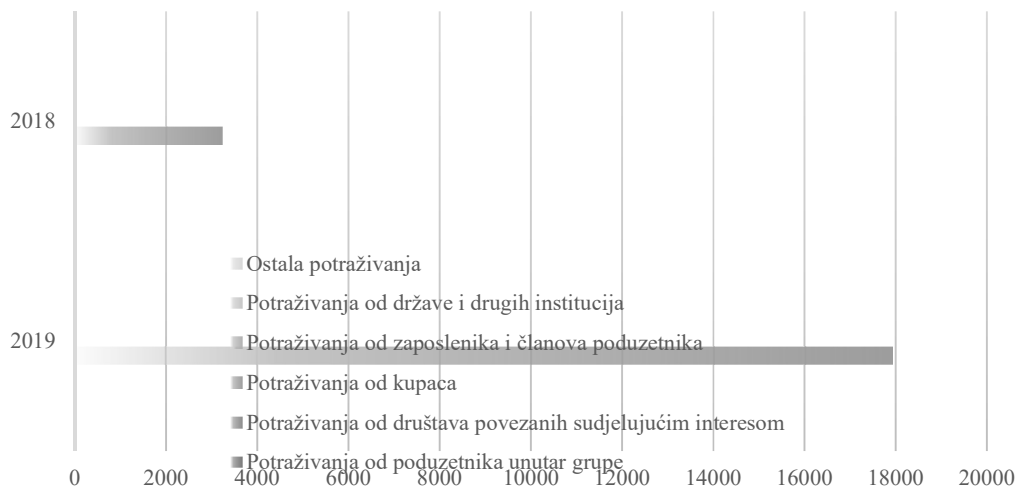 2018
Ostala potraživanja
Potraživanja od države i drugih institucija
2019
Potraživanja od zaposlenika i članova poduzetnika
Potraživanja od kupaca
Potraživanja od društava povezanih sudjelujućim interesom
Potraživanja od poduzetnika unutar grupe
0 2000 4000 6000 8000 10000 12000 14000 16000 18000 20000